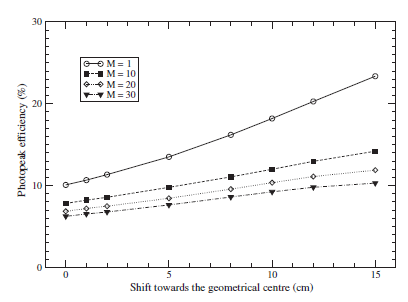 30
20
10
0
Photopeak efficiency (%)
M = 1
M = 10
M = 20
M = 30
0 5 10 15
Shift towards the geometrical centre (cm)